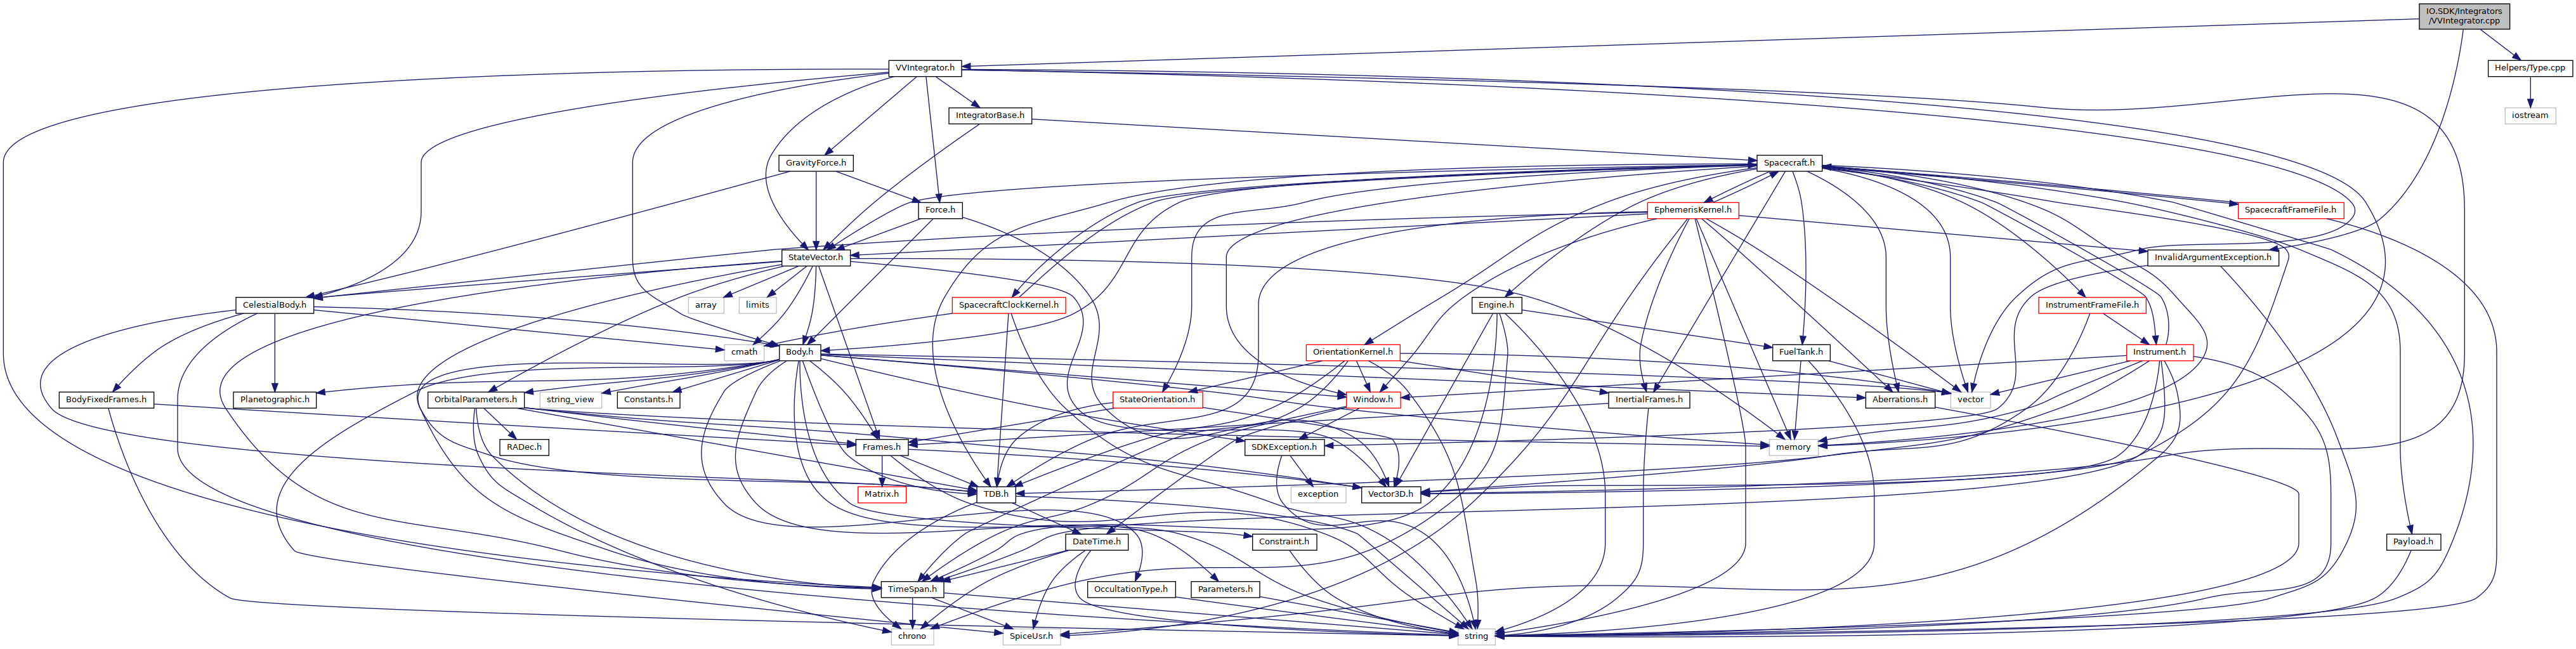 IO.SDK/Integrators
/VVIntegrator.cpp
VVIntegrator.h
Helpers/Type.cpp
IntegratorBase.h
iostream
GravityForce.h
Spacecraft.h
Force.h
EphemerisKernel.h
SpacecraftFrameFile.h
StateVector.h
InvalidArgumentException.h
CelestialBody.h
array
limits
SpacecraftClockKernel.h
Engine.h
InstrumentFrameFile.h
cmath
Body.h
OrientationKernel.h
FuelTank.h
Instrument.h
BodyFixedFrames.h
Planetographic.h
OrbitalParameters.h
string_view
Constants.h
StateOrientation.h
Window.h
InertialFrames.h
Aberrations.h
vector
RADec.h
Frames.h
SDKException.h
memory
Matrix.h
TDB.h
exception
Vector3D.h
DateTime.h
Constraint.h
Payload.h
TimeSpan.h
OccultationType.h
Parameters.h
chrono
SpiceUsr.h
string